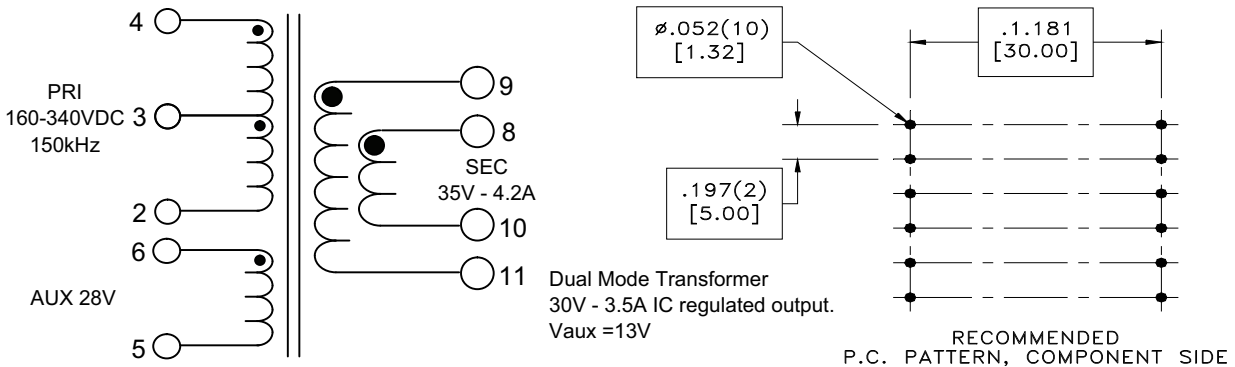 4
PRI
160-340VDC
150kHz
3
2
6
AUX 28V
5
9
8
SEC
35V - 4.2A
10
11
Dual Mode Transformer
30V - 3.5A IC regulated output.
Vaux =13V
ø.052(10)
[1.32]
.1.181
[30.00]
.197(2)
[5.00]
RECOMMENDED
P.C. PATTERN, COMPONENT SIDE